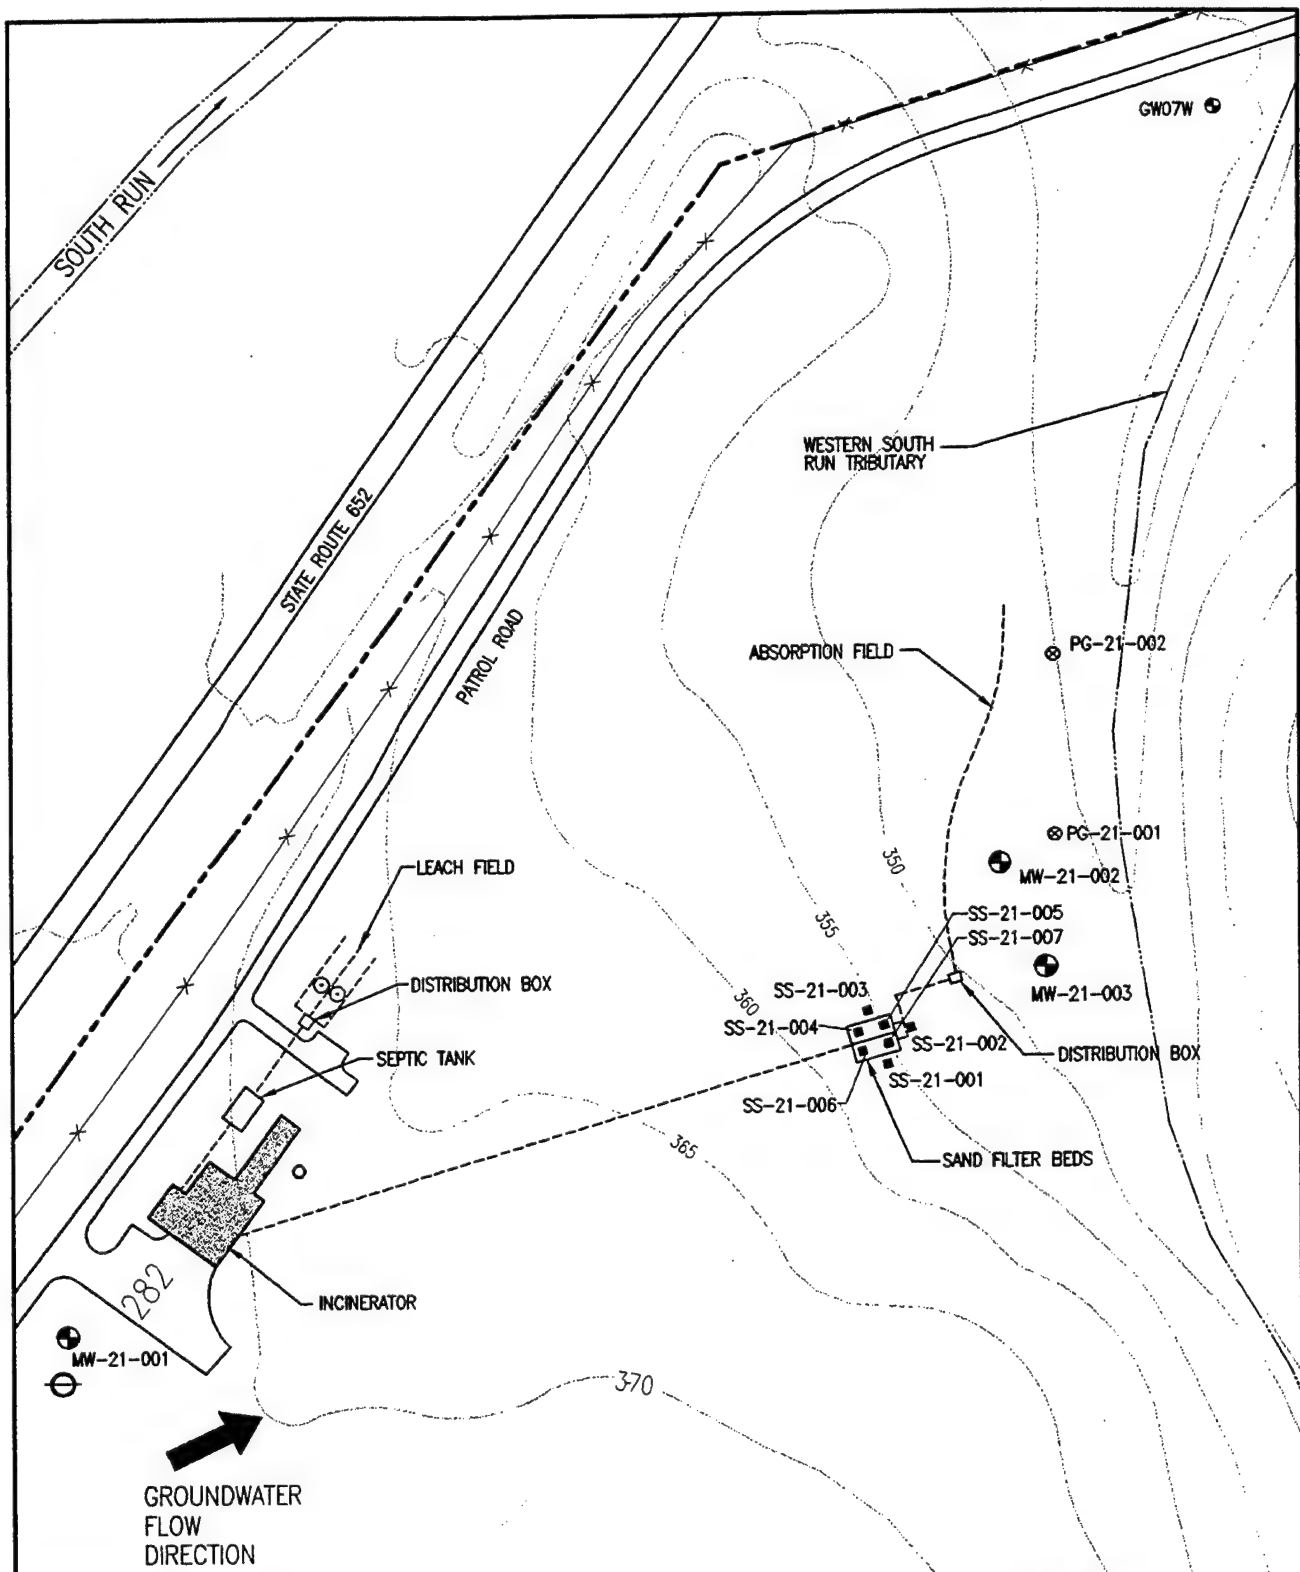 GW07W
SOUTH RUN
WESTERN SOUTH
RUN TRIBUTARY
STATE ROUTE 652
PATROL ROAD
ABSORPTION FIELD
PG-21-002
PG-21-001
LEACH FIELD
350
MW-21-002
355
SS-21-005
SS-21-007
DISTRIBUTION BOX
SS-21-003
MW-21-003
360
SS-21-004
SS-21-002
SEPTIC TANK
DISTRIBUTION BOX
SS-21-001
SS-21-006
365
SAND FILTER BEDS
282
INCINERATOR
MW-21-001
370
GROUNDWATER
FLOW
DIRECTION